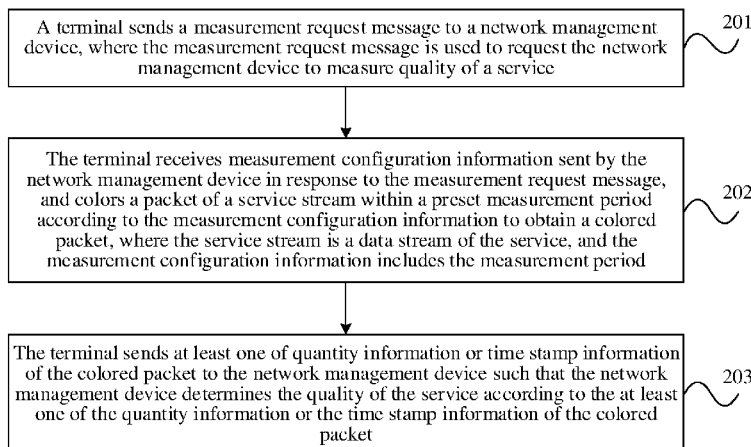 A terminal sends a measurement request message to a network management
device, where the measurement request message is used to request the network
management device to measure quality of a service
201
The terminal receives measurement configuration information sent by the
network management device in response to the measurement request message,
and colors a packet of a service stream within a preset measurement period
according to the measurement configuration information to obtain a colored
packet, where the service stream is a data stream of the service, and the
measurement configuration information includes the measurement period
202
The terminal sends at least one of quantity information or time stamp information
of the colored packet to the network management device such that the network
management device determines the quality of the service according to the at least
one of the quantity information or the time stamp information of the colored
packet
203